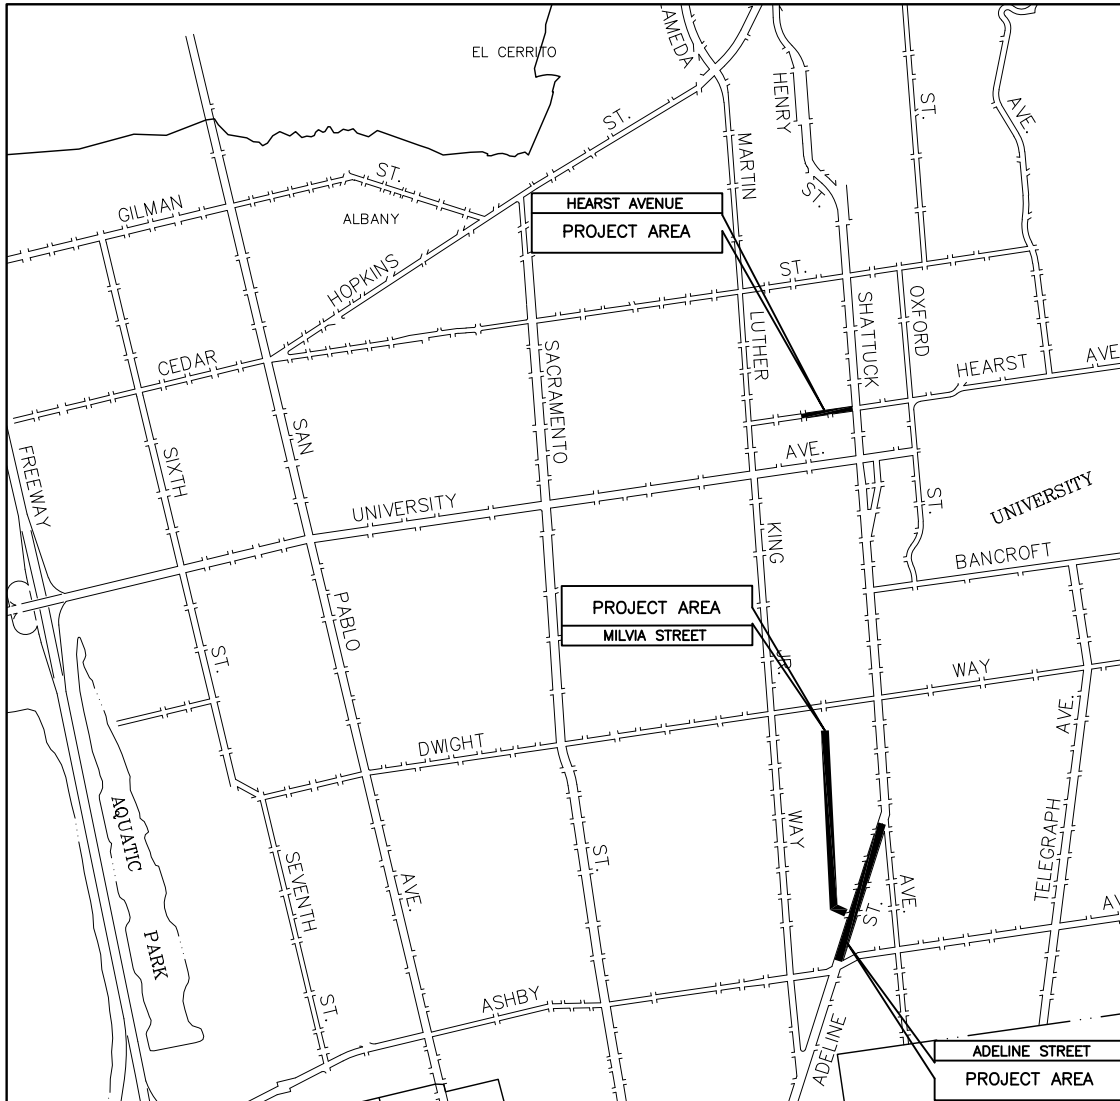 EL CERRITO
ALAMEDA
HENRY
ST.
AVE.
ST.
MARTIN
ST.
ST.
GILMAN
ALBANY
HEARST AVENUE
PROJECT AREA
HOPKINS
ST.
SHATTUCK
OXFORD
LUTHER
CEDAR
SACRAMENTO
HEARST AVE
SAN
SIXTH
FREEWAY
AVE.
UNIVERSITY
ST.
UNIVERSITY
KING
BANCROFT
PABLO
PROJECT AREA
MILVIA STREET
ST.
JR.
WAY
AVE.
DWIGHT
AQUATIC
PARK
WAY
TELEGRAPH
SEVENTH
ST.
AVE.
ST.
AVE.
AV
ST.
ASHBY
ADELINE
ADELINE STREET
PROJECT AREA